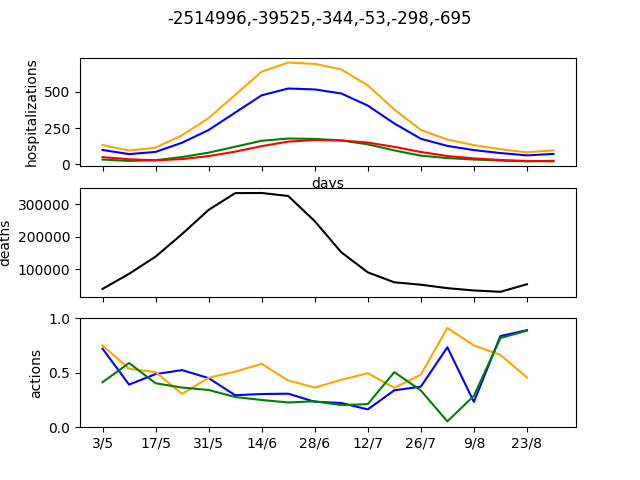 -2514996,-39525,-344,-53,-298,-695
hospitalizations
500
250
0
days
deaths
300000
200000
100000
actions
1.0
0.5
0.0
3/5 17/5 31/5 14/6 28/6 12/7 26/7 9/8 23/8